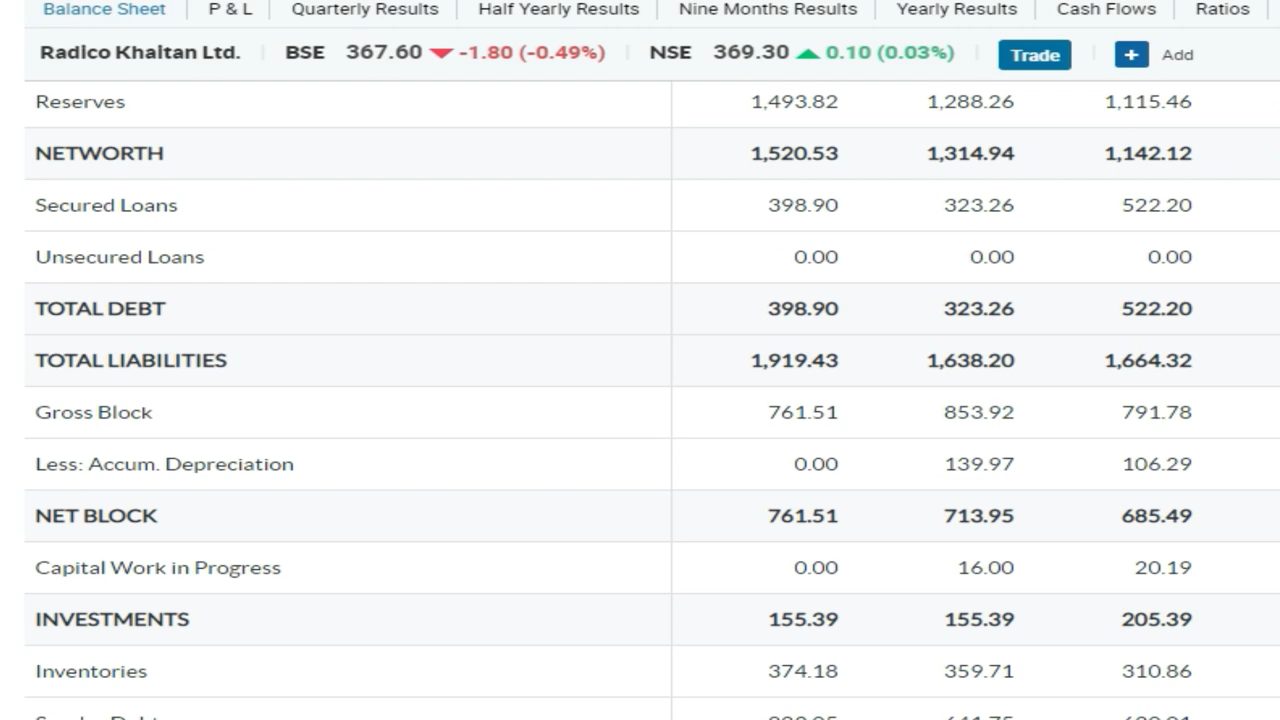 Balance Sheet P & L Quarterly Results Half Yearly Results Nine Months Results Yearly Results Cash Flows Ratios
Radico Khaitan Ltd. BSE 367.60 -1.80 (-0.49%) NSE 369.30 0.10 (0.03%) Trade + Add
Reserves 1,493.82 1,288.26 1,115.46
NETWORTH 1,520.53 1,314.94 1,142.12
Secured Loans 398.90 323.26 522.20
Unsecured Loans 0.00 0.00 0.00
TOTAL DEBT 398.90 323.26 522.20
TOTAL LIABILITIES 1,919.43 1,638.20 1,664.32
Gross Block 761.51 853.92 791.78
Less: Accum. Depreciation 0.00 139.97 106.29
NET BLOCK 761.51 713.95 685.49
Capital Work in Progress 0.00 16.00 20.19
INVESTMENTS 155.39 155.39 205.39
Inventories 374.18 359.71 310.86